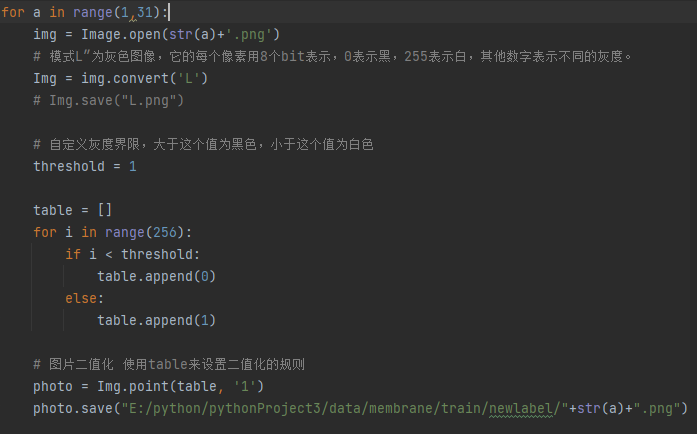 for a in range(1,31):
    img = Image.open(str(a)+'.png')
    # 模式L”为灰色图像，它的每个像素用8个bit表示，0表示黑，255表示白，其他数字表示不同的灰度。
    Img = img.convert('L')
    # Img.save("L.png")
    # 自定义灰度界限，大于这个值为黑色，小于这个值为白色
    threshold = 1
    table = []
    for i in range(256):
        if i < threshold:
            table.append(0)
        else:
            table.append(1)
    # 图片二值化 使用table来设置二值化的规则
    photo = Img.point(table, '1')
    photo.save("E:/python/pythonProject3/data/membrane/train/newlabel/"+str(a)+".png")